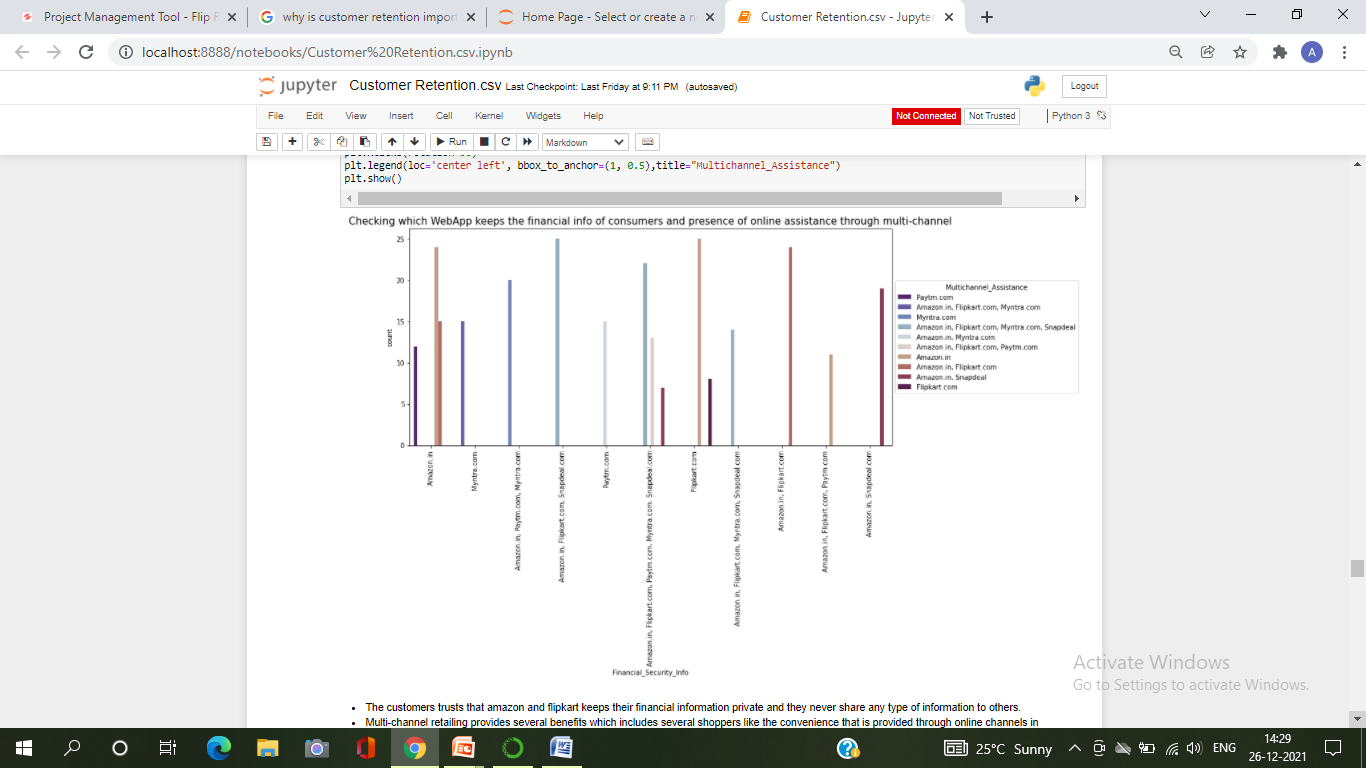 Project Management Tool - Flip R
why is customer retention import
Home Page - Select or create a n
Customer Retention.csv - Jupyter
localhost:8888/notebooks/Customer%20Retention.csv.ipynb
A
jupyter Customer Retention.csv Last Checkpoint: Last Friday at 9:11 PM (autosaved)
Logout
File Edit View Insert Cell Kernel Widgets Help
Not Connected Not Trusted Python 3
Run Markdown
plt.legend(loc='center left', bbox_to_anchor=(1, 0.5),title="Multichannel_Assistance")
plt.show()
Checking which WebApp keeps the financial info of consumers and presence of online assistance through multi-channel
25
20
15
10
5
0
count
Multichannel_Assistance
Paytm.com
Amazon.in, Flipkart.com, Myntra.com
Myntra.com
Amazon.in, Flipkart.com, Myntra.com, Snapdeal
Amazon.in, Myntra.com
Amazon.in, Flipkart.com, Paytm.com
Amazon.in
Amazon.in, Flipkart.com
Amazon.in, Snapdeal
Flipkart.com
Amazon.in
Myntra.com
Amazon.in, Paytm.com, Myntra.com
Amazon.in, Flipkart.com, Snapdeal.com
Paytm.com
Amazon.in, Flipkart.com, Paytm.com, Myntra.com, Snapdeal.com
Flipkart.com
Amazon.in, Flipkart.com, Myntra.com, Snapdeal.com
Amazon.in, Flipkart.com
Amazon.in, Flipkart.com, Paytm.com
Amazon.in, Snapdeal.com
Financial_Security_Info
Activate Windows
Go to Settings to activate Windows.
• The customers trusts that amazon and flipkart keeps their financial information private and they never share any type of information to others.
• Multi-channel retailing provides several benefits which includes several shoppers like the convenience that is provided through online channels in
25°C Sunny
ENG
14:29
26-12-2021